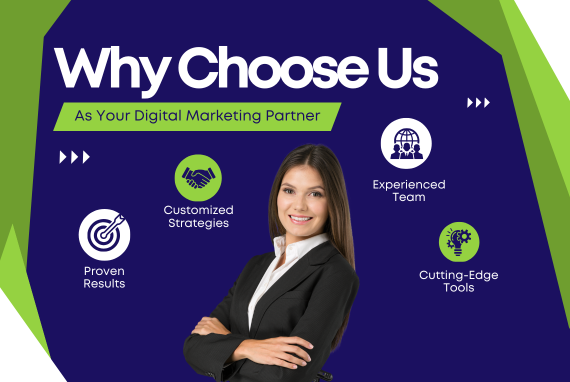 Why Choose Us
As Your Digital Marketing Partner
Experienced
Team
Customized
Strategies
Proven
Results
Cutting-Edge
Tools